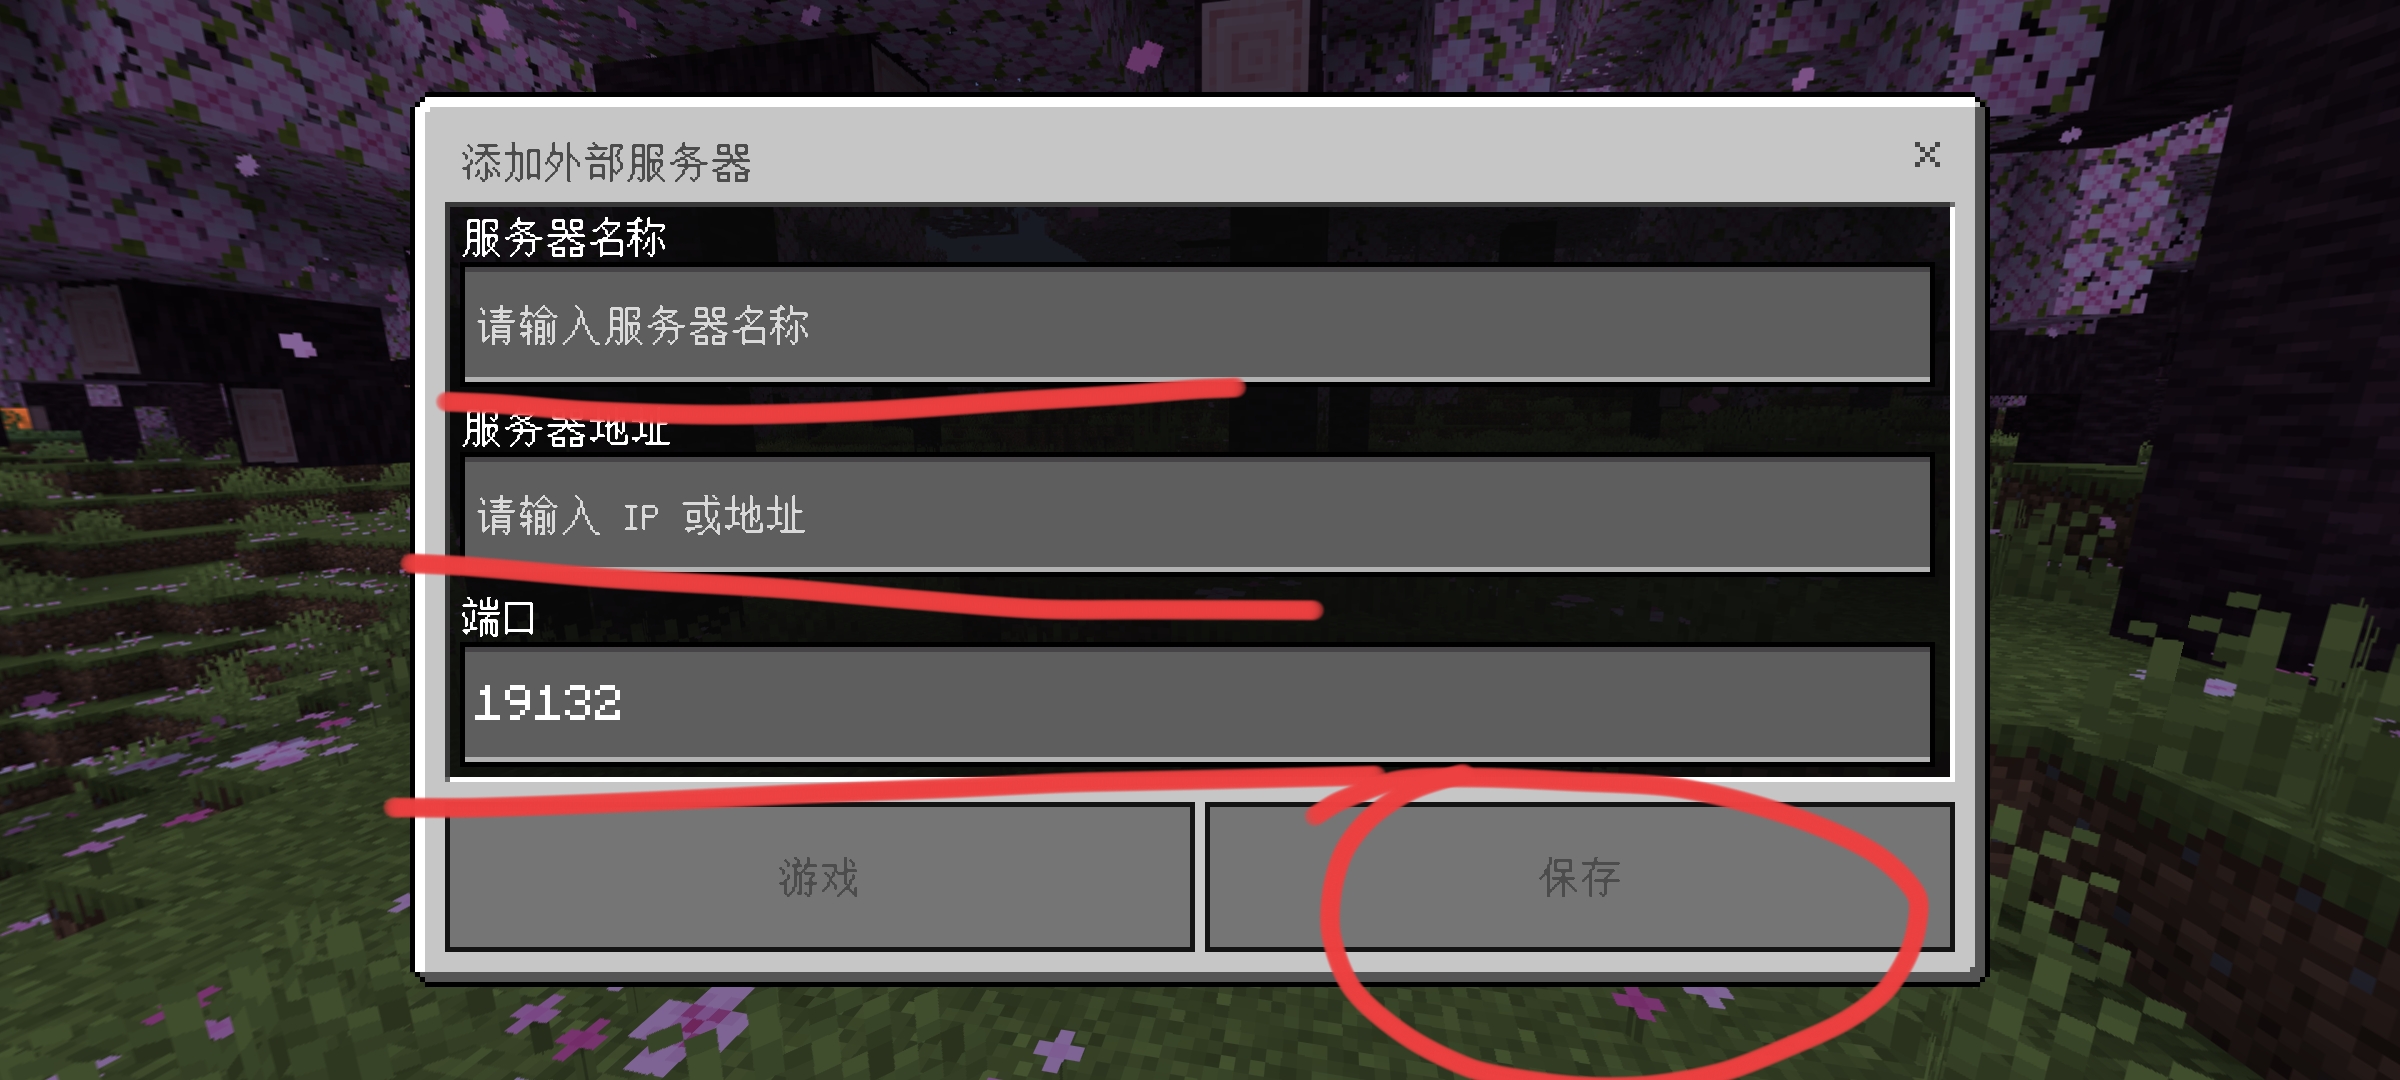 添加外部服务器
服务器名称
请输入服务器名称
服务器地址
请输入 IP 或地址
端口
19132
游戏
保存